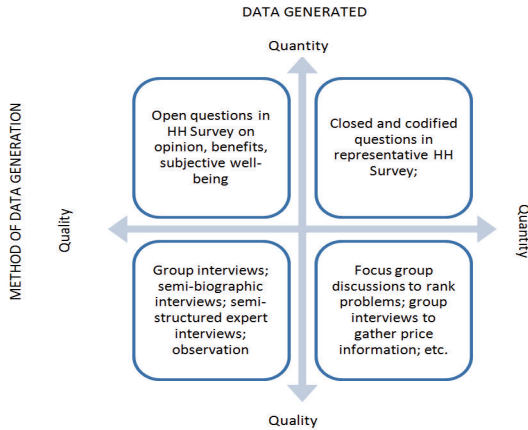 DATA GENERATED
Quantity
Open questions in
HH Survey on
opinion, benefits,
subjective well-
being
Closed and codified
questions in
representative HH
Survey;
METHOD OF DATA GENERATION
Quality
Quantity
Group interviews;
semi-biographic
interviews; semi-
structured expert
interviews;
observation
Focus group
discussions to rank
problems; group
interviews to
gather price
information; etc.
Quality